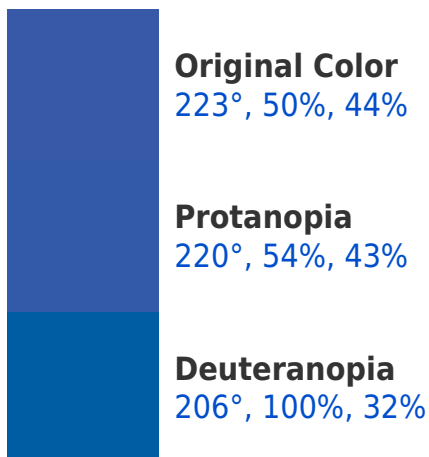 Original Color
223°, 50%, 44%
Protanopia
220°, 54%, 43%
Deuteranopia
206°, 100%, 32%